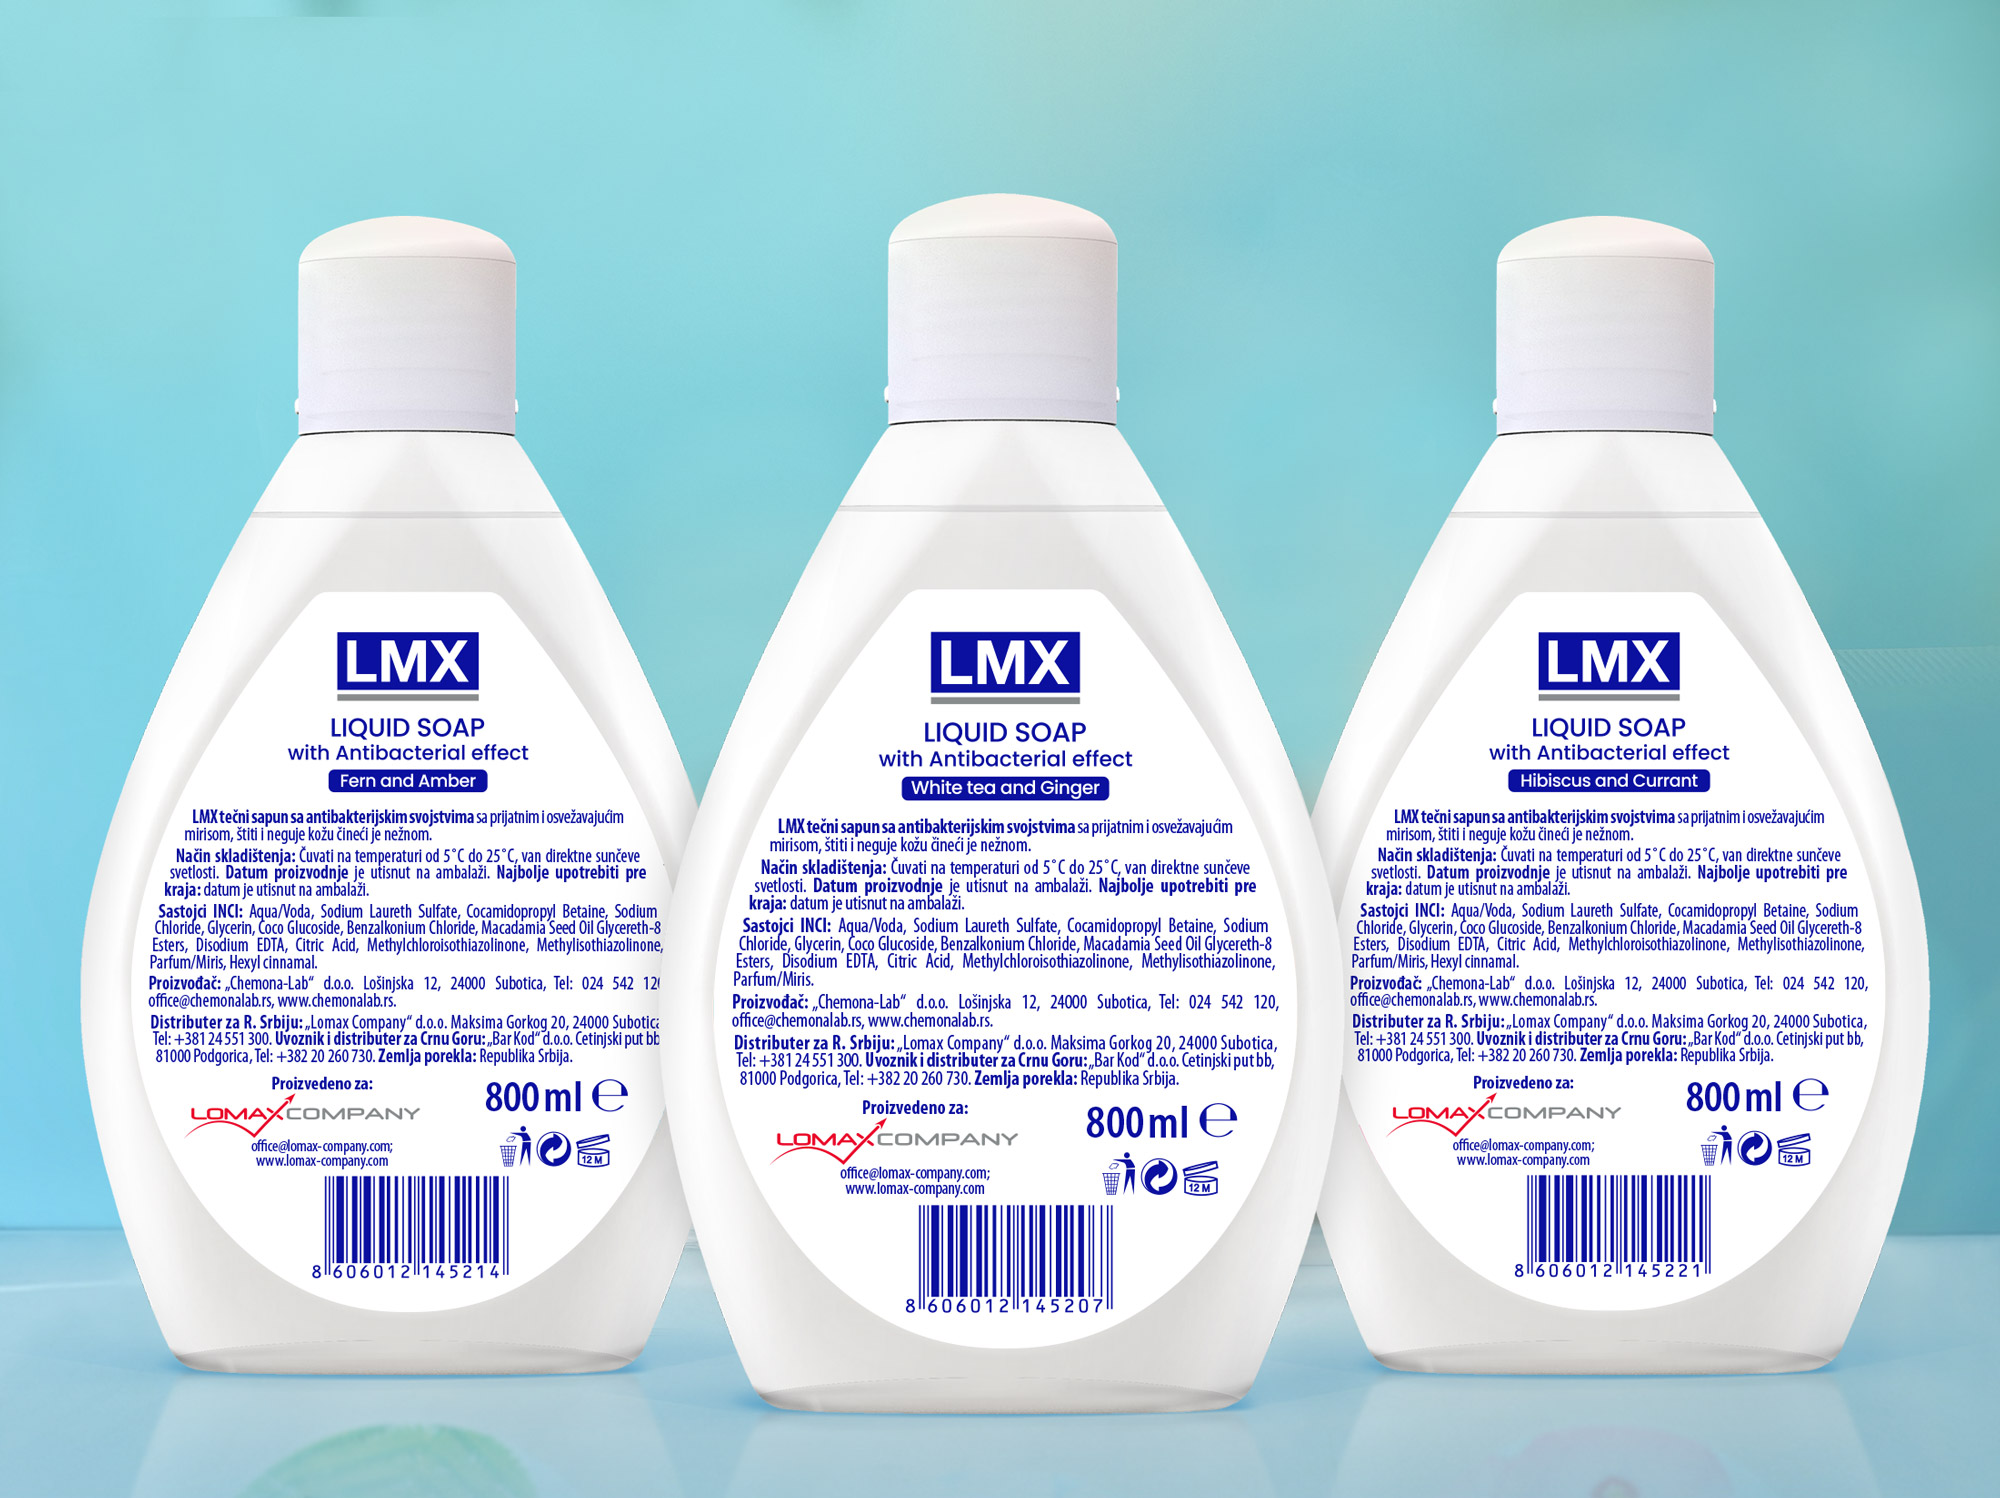 LMX
LIQUID SOAP
with Antibacterial effect
Fern and Amber
LMX tečni sapun sa antibakterijskim svojstvima sa prijatnim i osvežavajućim
mirisom, štiti i neguje kožu čineći je nežnom.
Način skladištenja: Čuvati na temperaturi od 5˚C do 25˚C, van direktne sunčeve
svetlosti. Datum proizvodnje je utisnut na ambalaži. Najbolje upotrebiti pre
kraja: datum je utisnut na ambalaži.
Sastojci INCI: Aqua/Voda, Sodium Laureth Sulfate, Cocamidopropyl Betaine, Sodium
Chloride, Glycerin, Coco Glucoside, Benzalkonium Chloride, Macadamia Seed Oil Glycereth-8
Esters, Disodium EDTA, Citric Acid, Methylchloroisothiazolinone, Methylisothiazolinone,
Parfum/Miris, Hexyl cinnamal.
Proizvođač: „Chemona-Lab“ d.o.o. Lošinjska 12, 24000 Subotica, Tel: 024 542 120
office@chemonalab.rs, www.chemonalab.rs.
Distributer za R. Srbiju: „Lomax Company“ d.o.o. Maksima Gorkog 20, 24000 Subotica
Tel: +381 24 551 300. Uvoznik i distributer za Crnu Goru: „Bar Kod“ d.o.o. Cetinjski put bb
81000 Podgorica, Tel: +382 20 260 730. Zemlja porekla: Republika Srbija.
Proizvedeno za:
LOMAXCOMPANY
office@lomax-company.com;
www.lomax-company.com
800 ml ℮
12 M
8 606012 145214
LMX
LIQUID SOAP
with Antibacterial effect
White tea and Ginger
LMX tečni sapun sa antibakterijskim svojstvima sa prijatnim i osvežavajućim
mirisom, štiti i neguje kožu čineći je nežnom.
Način skladištenja: Čuvati na temperaturi od 5˚C do 25˚C, van direktne sunčeve
svetlosti. Datum proizvodnje je utisnut na ambalaži. Najbolje upotrebiti pre
kraja: datum je utisnut na ambalaži.
Sastojci INCI: Aqua/Voda, Sodium Laureth Sulfate, Cocamidopropyl Betaine, Sodium
Chloride, Glycerin, Coco Glucoside, Benzalkonium Chloride, Macadamia Seed Oil Glycereth-8
Esters, Disodium EDTA, Citric Acid, Methylchloroisothiazolinone, Methylisothiazolinone,
Parfum/Miris.
Proizvođač: „Chemona-Lab“ d.o.o. Lošinjska 12, 24000 Subotica, Tel: 024 542 120,
office@chemonalab.rs, www.chemonalab.rs.
Distributer za R. Srbiju: „Lomax Company“ d.o.o. Maksima Gorkog 20, 24000 Subotica,
Tel: +381 24 551 300. Uvoznik i distributer za Crnu Goru: „Bar Kod“ d.o.o. Cetinjski put bb,
81000 Podgorica, Tel: +382 20 260 730. Zemlja porekla: Republika Srbija.
Proizvedeno za:
LOMAXCOMPANY
office@lomax-company.com;
www.lomax-company.com
800 ml ℮
12 M
8 606012 145207
LMX
LIQUID SOAP
with Antibacterial effect
Hibiscus and Currant
LMX tečni sapun sa antibakterijskim svojstvima sa prijatnim i osvežavajućim
mirisom, štiti i neguje kožu čineći je nežnom.
Način skladištenja: Čuvati na temperaturi od 5˚C do 25˚C, van direktne sunčeve
svetlosti. Datum proizvodnje je utisnut na ambalaži. Najbolje upotrebiti pre
kraja: datum je utisnut na ambalaži.
Sastojci INCI: Aqua/Voda, Sodium Laureth Sulfate, Cocamidopropyl Betaine, Sodium
Chloride, Glycerin, Coco Glucoside, Benzalkonium Chloride, Macadamia Seed Oil Glycereth-8
Esters, Disodium EDTA, Citric Acid, Methylchloroisothiazolinone, Methylisothiazolinone,
Parfum/Miris, Hexyl cinnamal.
Proizvođač: „Chemona-Lab“ d.o.o. Lošinjska 12, 24000 Subotica, Tel: 024 542 120,
office@chemonalab.rs, www.chemonalab.rs.
Distributer za R. Srbiju: „Lomax Company“ d.o.o. Maksima Gorkog 20, 24000 Subotica,
Tel: +381 24 551 300. Uvoznik i distributer za Crnu Goru: „Bar Kod“ d.o.o. Cetinjski put bb,
81000 Podgorica, Tel: +382 20 260 730. Zemlja porekla: Republika Srbija.
Proizvedeno za:
LOMAXCOMPANY
office@lomax-company.com;
www.lomax-company.com
800 ml ℮
12 M
8 606012 145221